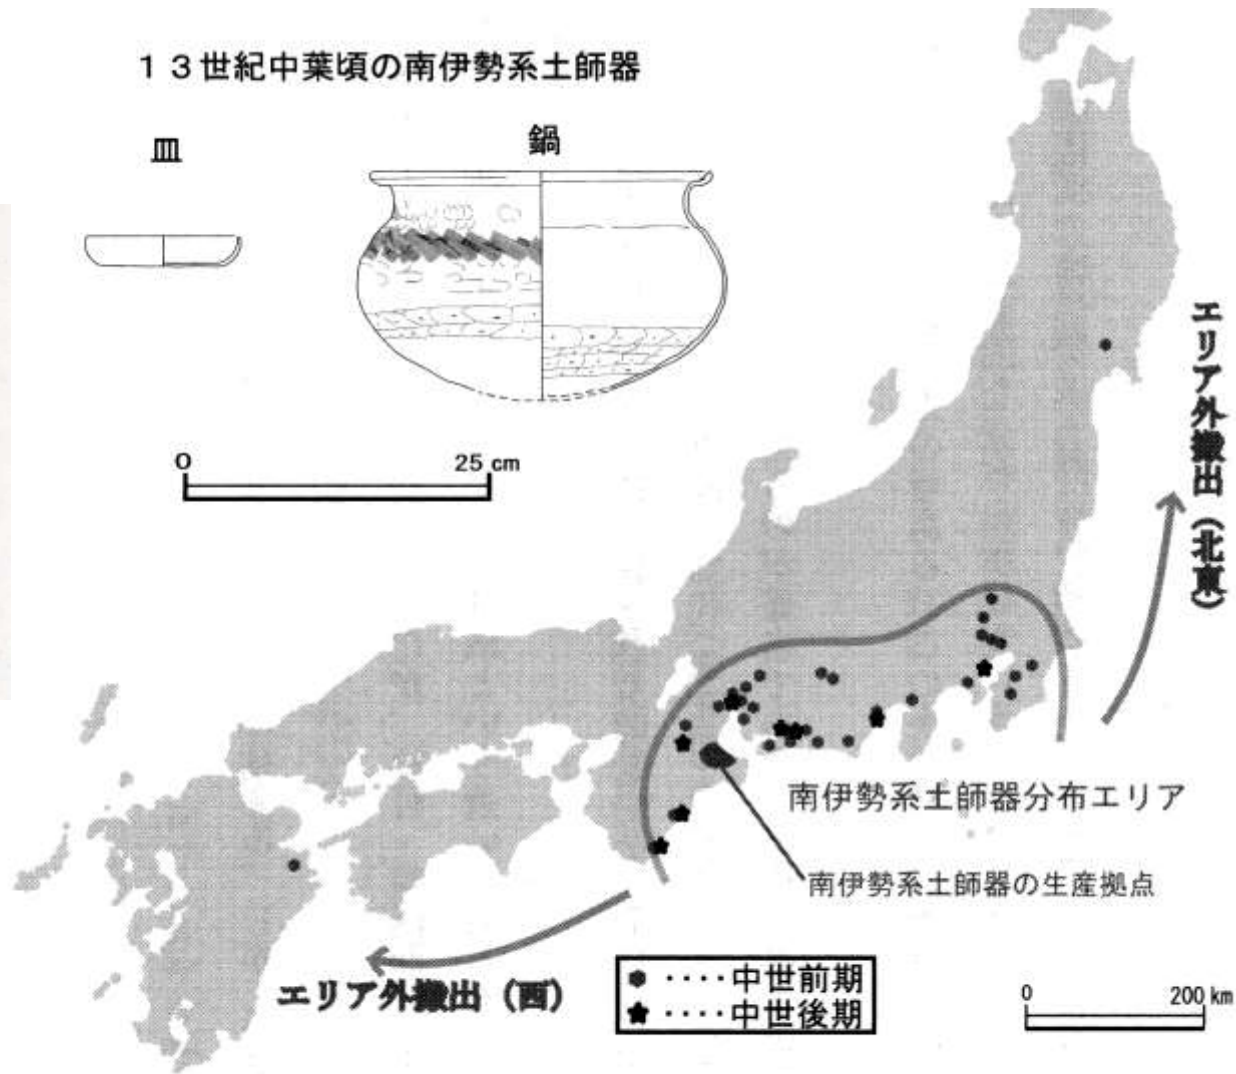 １３世紀中葉頃の南伊勢系土師器
皿
鍋
0 25 cm
エリア外搬出（北東）
南伊勢系土師器分布エリア
南伊勢系土師器の生産拠点
エリア外搬出（西）
● ････中世前期
★ ････中世後期
0 200 km